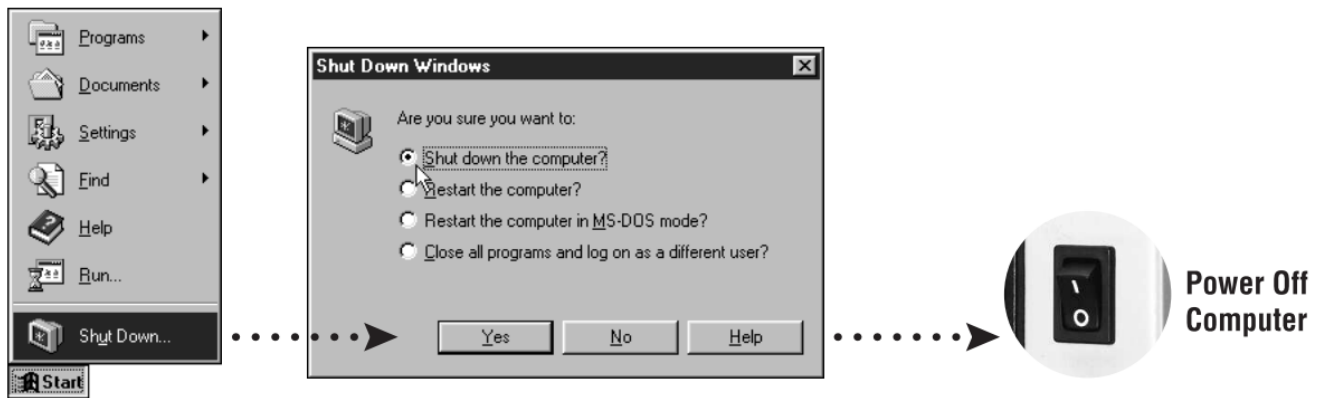 Programs
Documents
Settings
Find
Help
Run...
Shut Down...
Start
Shut Down Windows
Are you sure you want to:
Shut down the computer?
Restart the computer?
Restart the computer in MS-DOS mode?
Close all programs and log on as a different user?
Yes No Help
Power Off
Computer